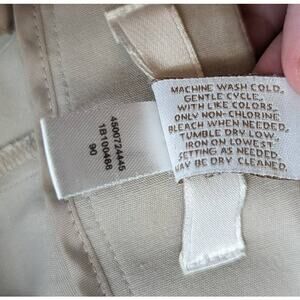 4500724445
1B100488
90
MACHINE WASH COLD,
GENTLE CYCLE,
WITH LIKE COLORS.
ONLY NON-CHLORINE
BLEACH WHEN NEEDED.
TUMBLE DRY LOW.
IRON ON LOWEST
SETTING AS NEEDED.
MAY BE DRY CLEANED.